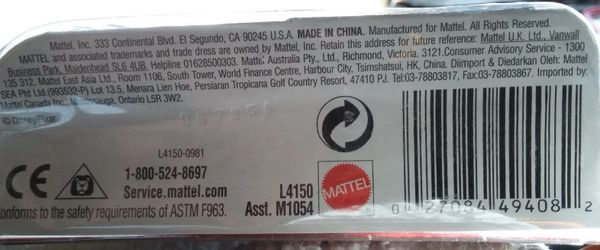 Mattel, Inc. 333 Continental Blvd. El Segundo, CA 90245 U.S.A. MADE IN CHINA. Manufactured for Mattel. All Rights Reserved.
MATTEL and associated trademarks and trade dress are owned by Mattel, Inc. Retain this address for future reference: Mattel U.K. Ltd., Vanwall
Business Park, Maidenhead SL6 4UB. Helpline 01628500303. Mattel Australia Pty., Ltd., Richmond, Victoria. 3121.Consumer Advisory Service - 1300
135 312. Mattel East Asia Ltd., Room 1106, South Tower, World Finance Centre, Harbour City, Tsimshatsui, HK, China. Diimport & Diedarkan Oleh: Mattel
SEA Ptd Ltd (993532-P) Lot 13.5, Menara Lien Hoe, Persiaran Tropicana Golf Country Resort, 47410 PJ. Tel:03-78803817, Fax:03-78803867. Imported by:
Mattel Canada Inc., Mississauga, Ontario L5R 3W2.
© Disney/Pixar
L4150-0981
CE
1-800-524-8697
Service.mattel.com
L4150
Asst. M1054
MATTEL
conforms to the safety requirements of ASTM F963.
0 27084 49408 2